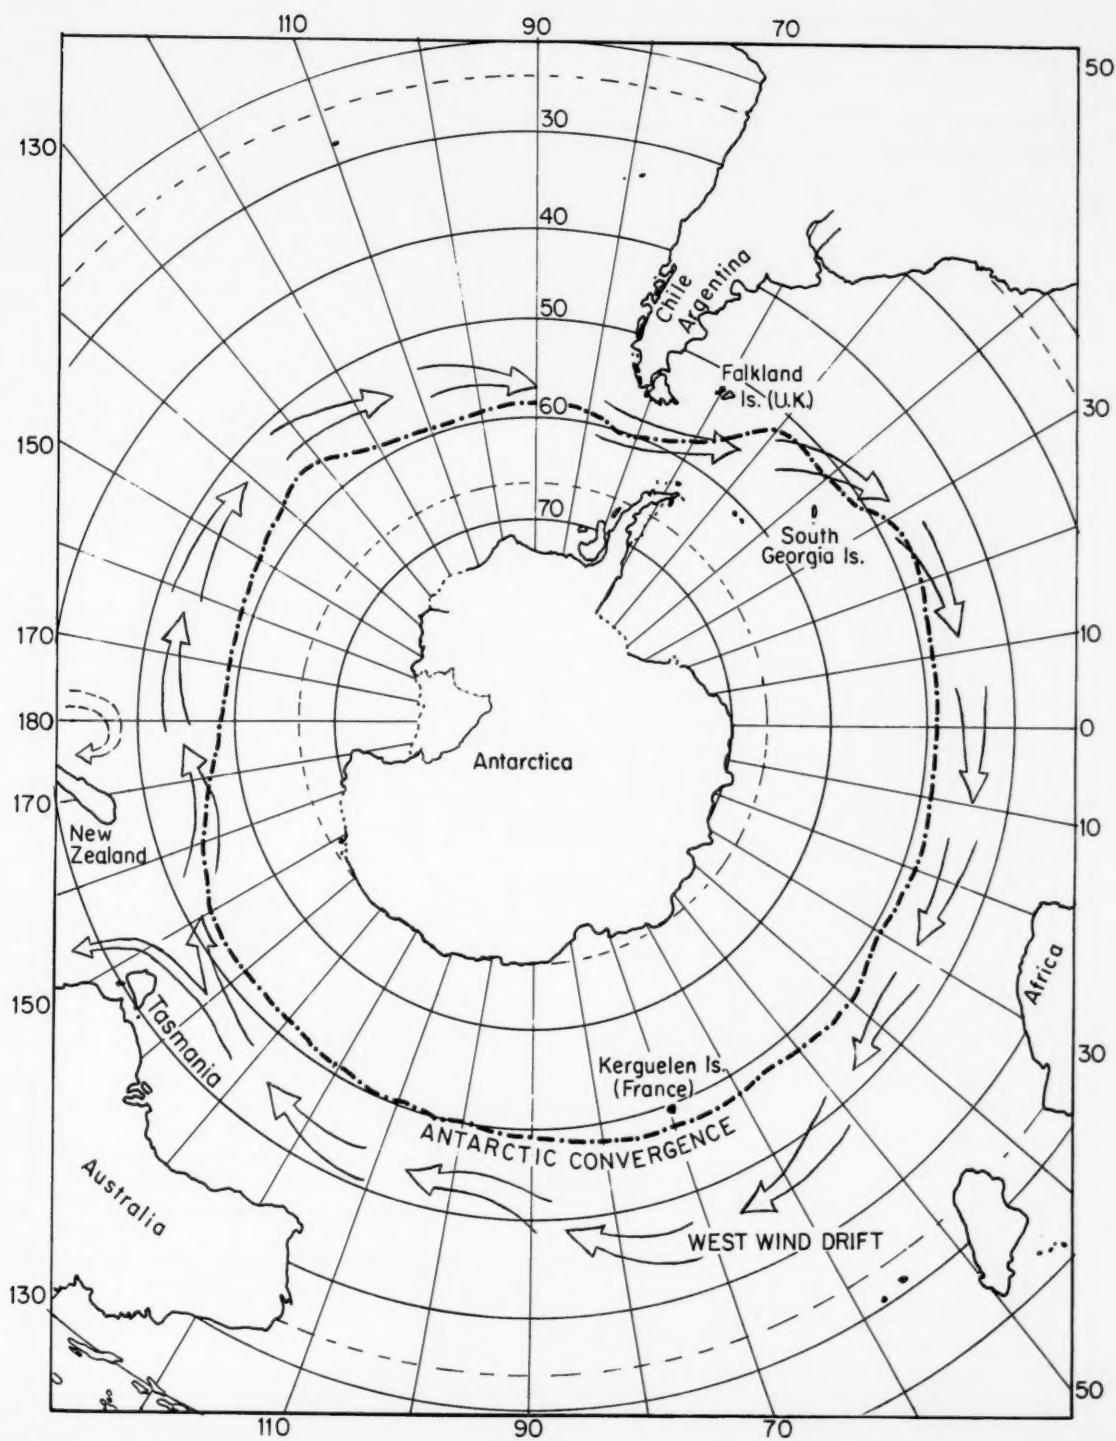 110
90
70
50
130
30
40
50
60
70
Chile
Argentina
Falkland
Is. (U.K.)
30
150
South
Georgia Is.
170
10
180
0
Antarctica
170
10
New
Zealand
Africa
150
Tasmania
30
Kerguelen Is.
(France)
ANTARCTIC CONVERGENCE
Australia
WEST WIND DRIFT
130
50
110
90
70